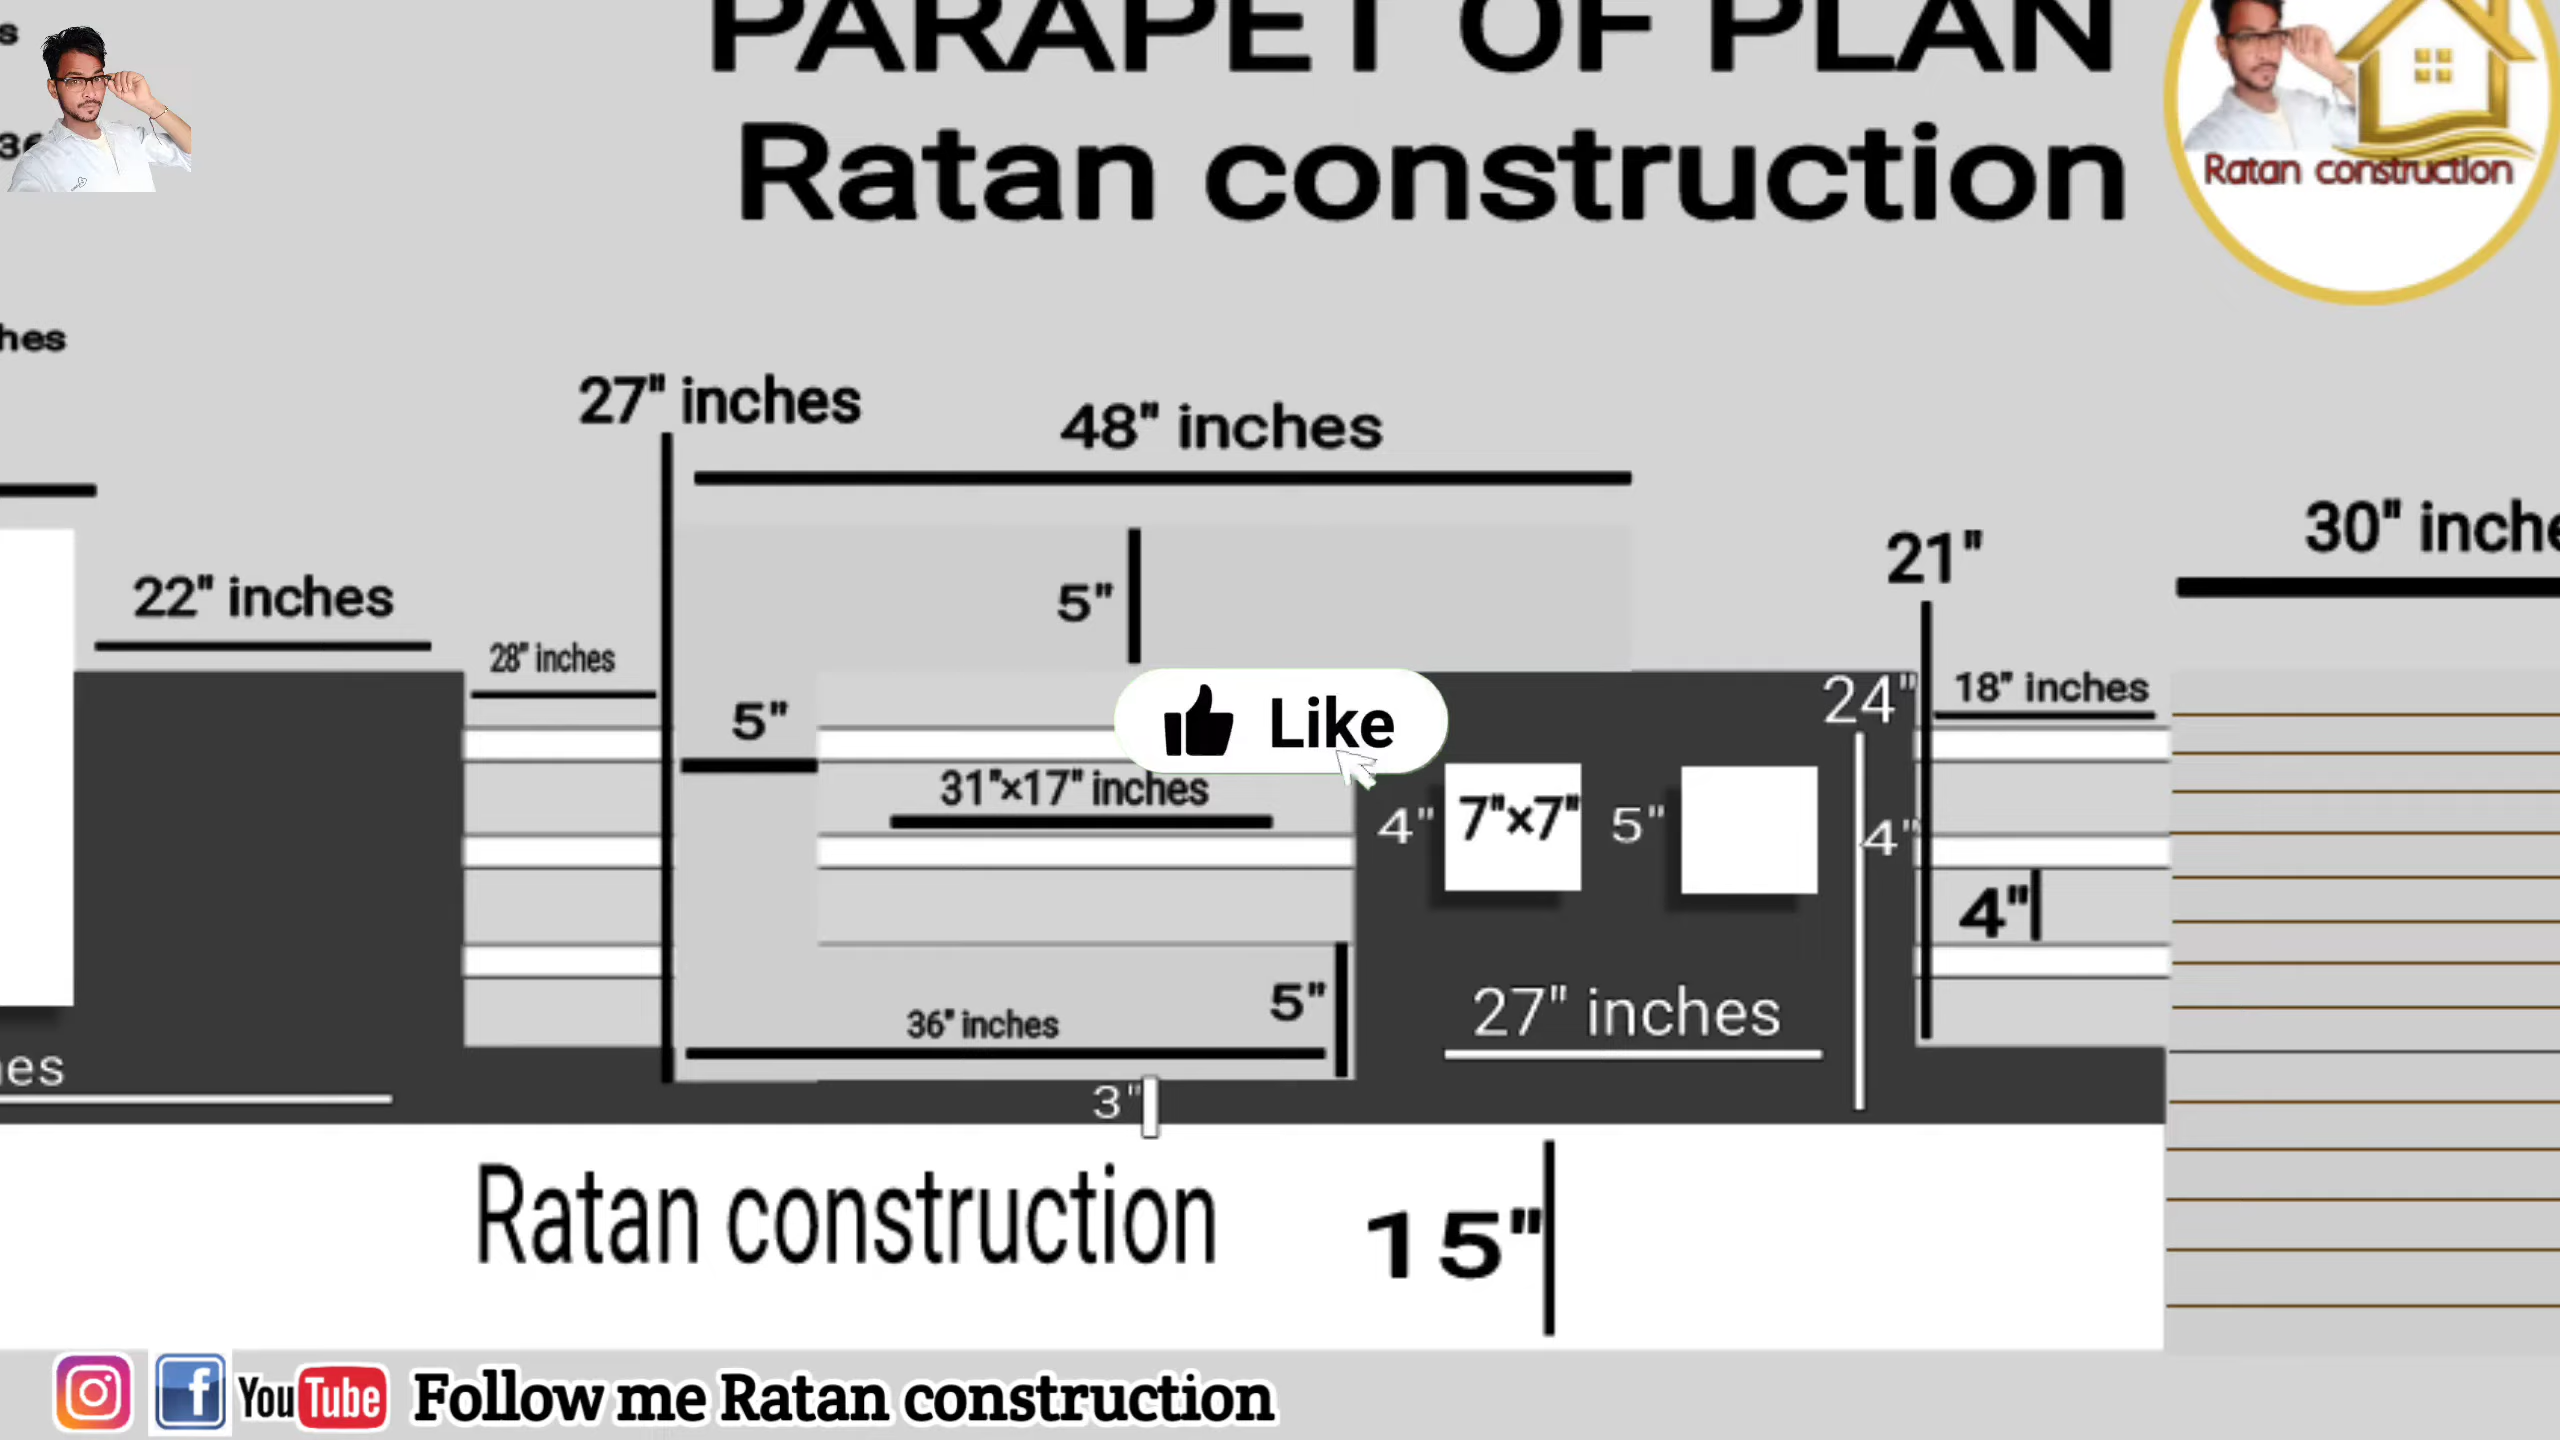 PARAPET OF PLAN
Ratan construction
Ratan construction
s
36
hes
27" inches
48" inches
22" inches
28" inches
5"
5"
21"
30" inche
18" inches
24"
Like
31"×17" inches
4"
7"×7"
5"
4"
4"
27" inches
36" inches
5"
3"
es
Ratan construction
15"
You Tube Follow me Ratan construction